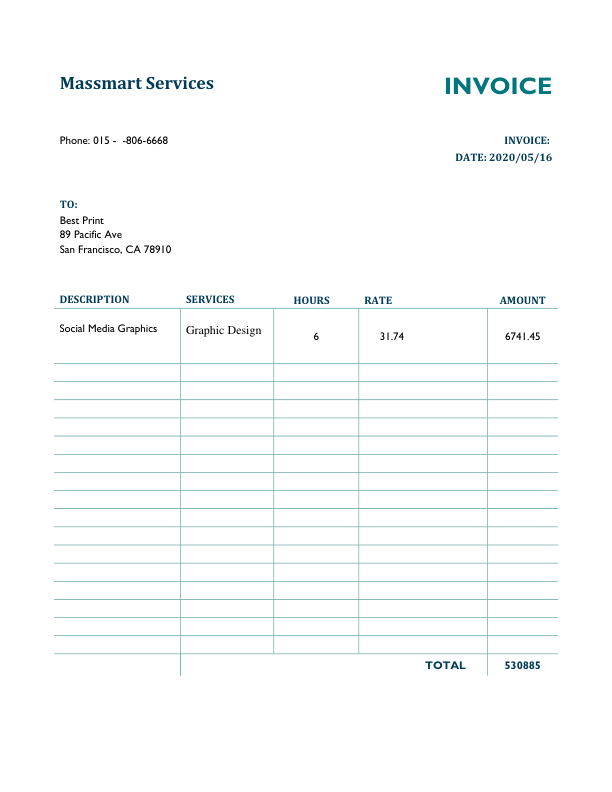 Massmart Services
INVOICE
Phone: 015 -  -806-6668
INVOICE:
DATE: 2020/05/16
TO:
Best Print
89 Pacific Ave
San Francisco, CA 78910
DESCRIPTION SERVICES HOURS RATE AMOUNT
Social Media Graphics Graphic Design 6 31.74 6741.45
TOTAL 530885